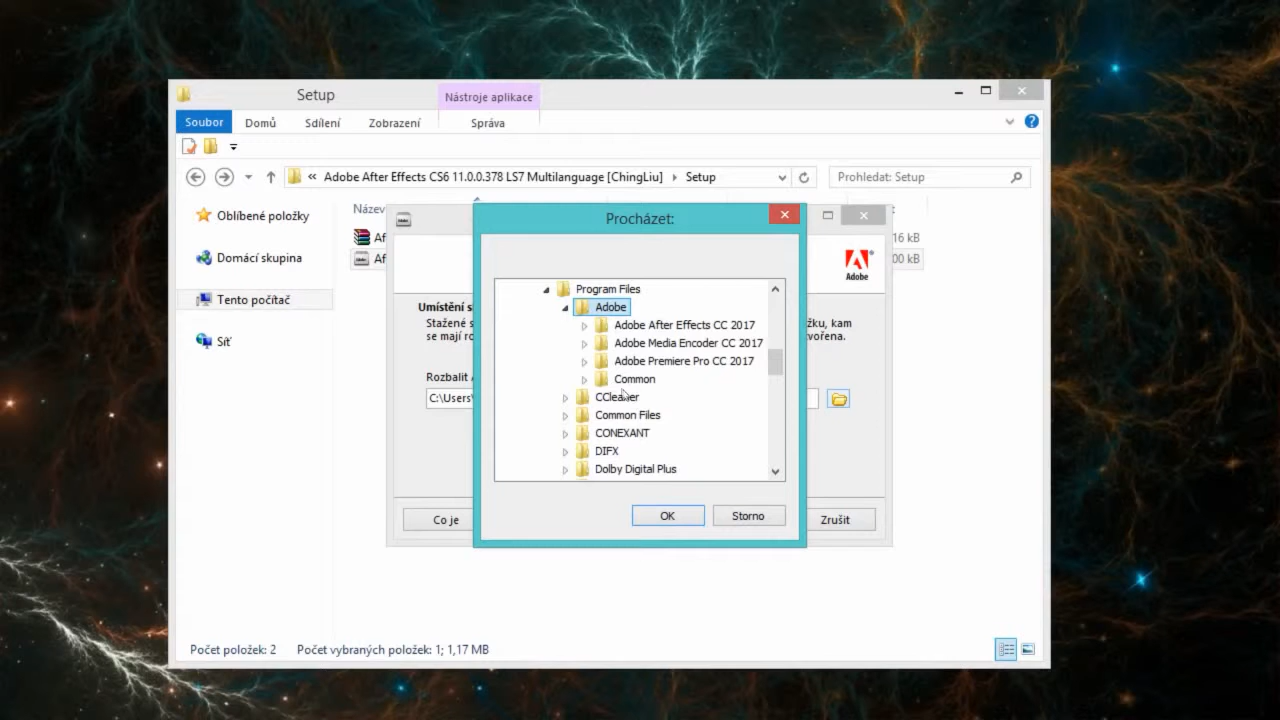 Setup
Nástroje aplikace
Soubor
Domů
Sdílení
Zobrazení
Správa
« Adobe After Effects CS6 11.0.0.378 LS7 Multilanguage [ChingLiu] ▸ Setup
Prohledat: Setup
Oblíbené položky
Domácí skupina
Tento počítač
Síť
Název
Af
16 kB
Af
00 kB
Procházet:
Adobe
Umístění s
Stažené s
žku, kam
se mají ro
vořena.
Rozbalit
C:\Users\
Program Files
Adobe
Adobe After Effects CC 2017
Adobe Media Encoder CC 2017
Adobe Premiere Pro CC 2017
Common
CCleaner
Common Files
CONEXANT
DIFX
Dolby Digital Plus
Co je
OK
Storno
Zrušit
Počet položek: 2
Počet vybraných položek: 1; 1,17 MB